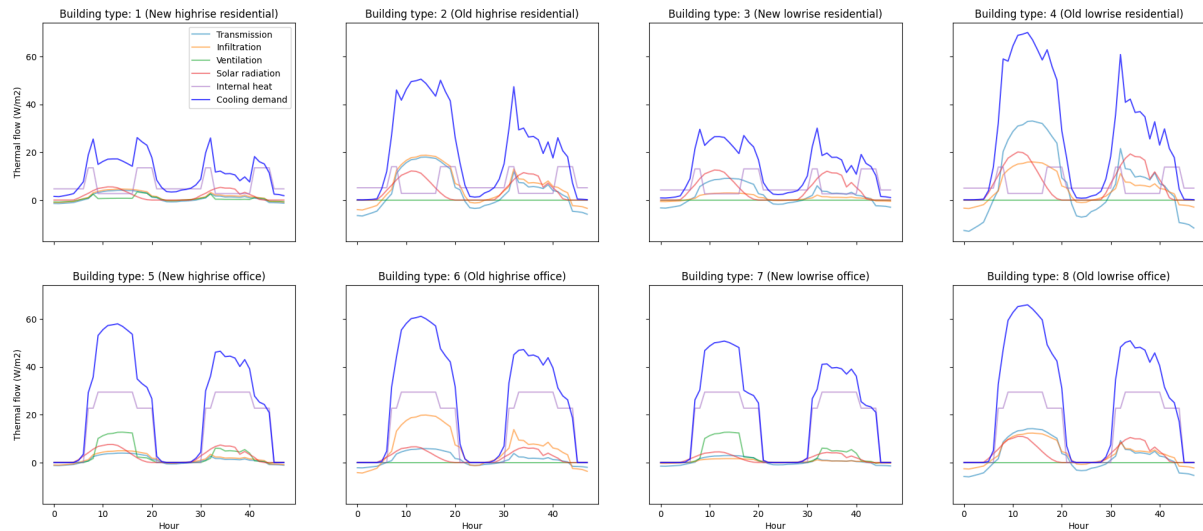 Building type: 1 (New highrise residential)
Building type: 2 (Old highrise residential)
Building type: 3 (New lowrise residential)
Building type: 4 (Old lowrise residential)
Transmission
Infiltration
Ventilation
Solar radiation
Internal heat
Cooling demand
Thermal flow (W/m2)
60
40
20
0
Building type: 5 (New highrise office)
Building type: 6 (Old highrise office)
Building type: 7 (New lowrise office)
Building type: 8 (Old lowrise office)
Thermal flow (W/m2)
60
40
20
0
0 10 20 30 40
0 10 20 30 40
0 10 20 30 40
0 10 20 30 40
Hour
Hour
Hour
Hour